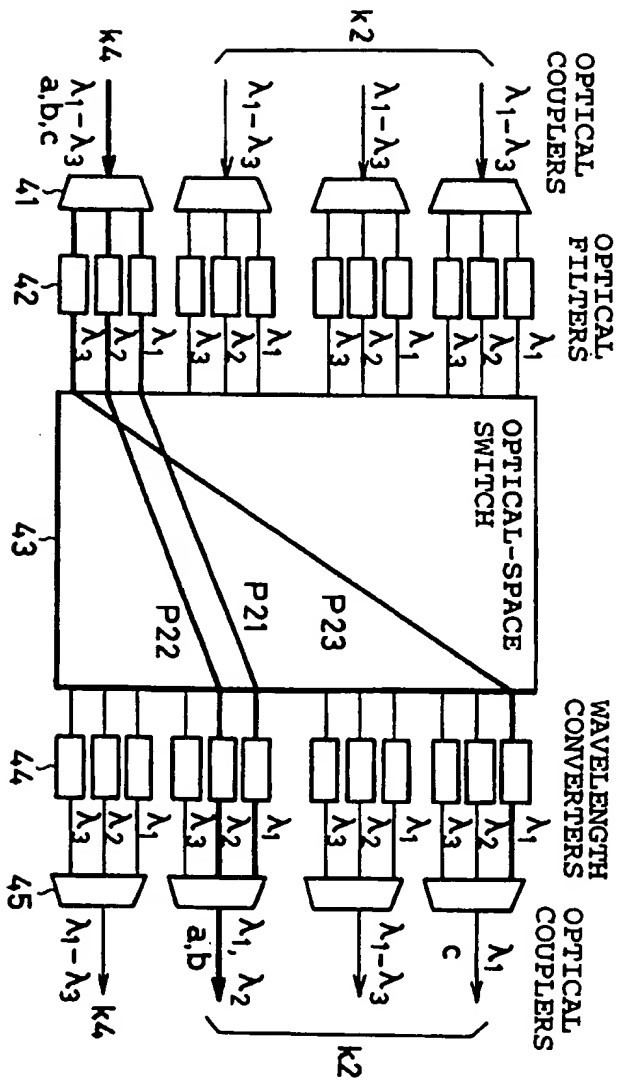 OPTICAL
COUPLERS
OPTICAL
FILTERS
WAVELENGTH
CONVERTERS
OPTICAL
COUPLERS
k2
λ1−λ3
λ1−λ3
λ1−λ3
k4
λ1−λ3
a,b,c
41
42
λ1
λ2
λ3
λ1
λ2
λ3
λ1
λ2
λ3
λ1
λ2
λ3
OPTICAL-SPACE
SWITCH
P23
P21
P22
43
44
λ1
λ2
λ3
λ1
λ2
λ3
λ1
λ2
λ3
λ1
λ2
λ3
45
λ1
c
λ1−λ3
λ1, λ2
a,b
λ1−λ3
k4
k2